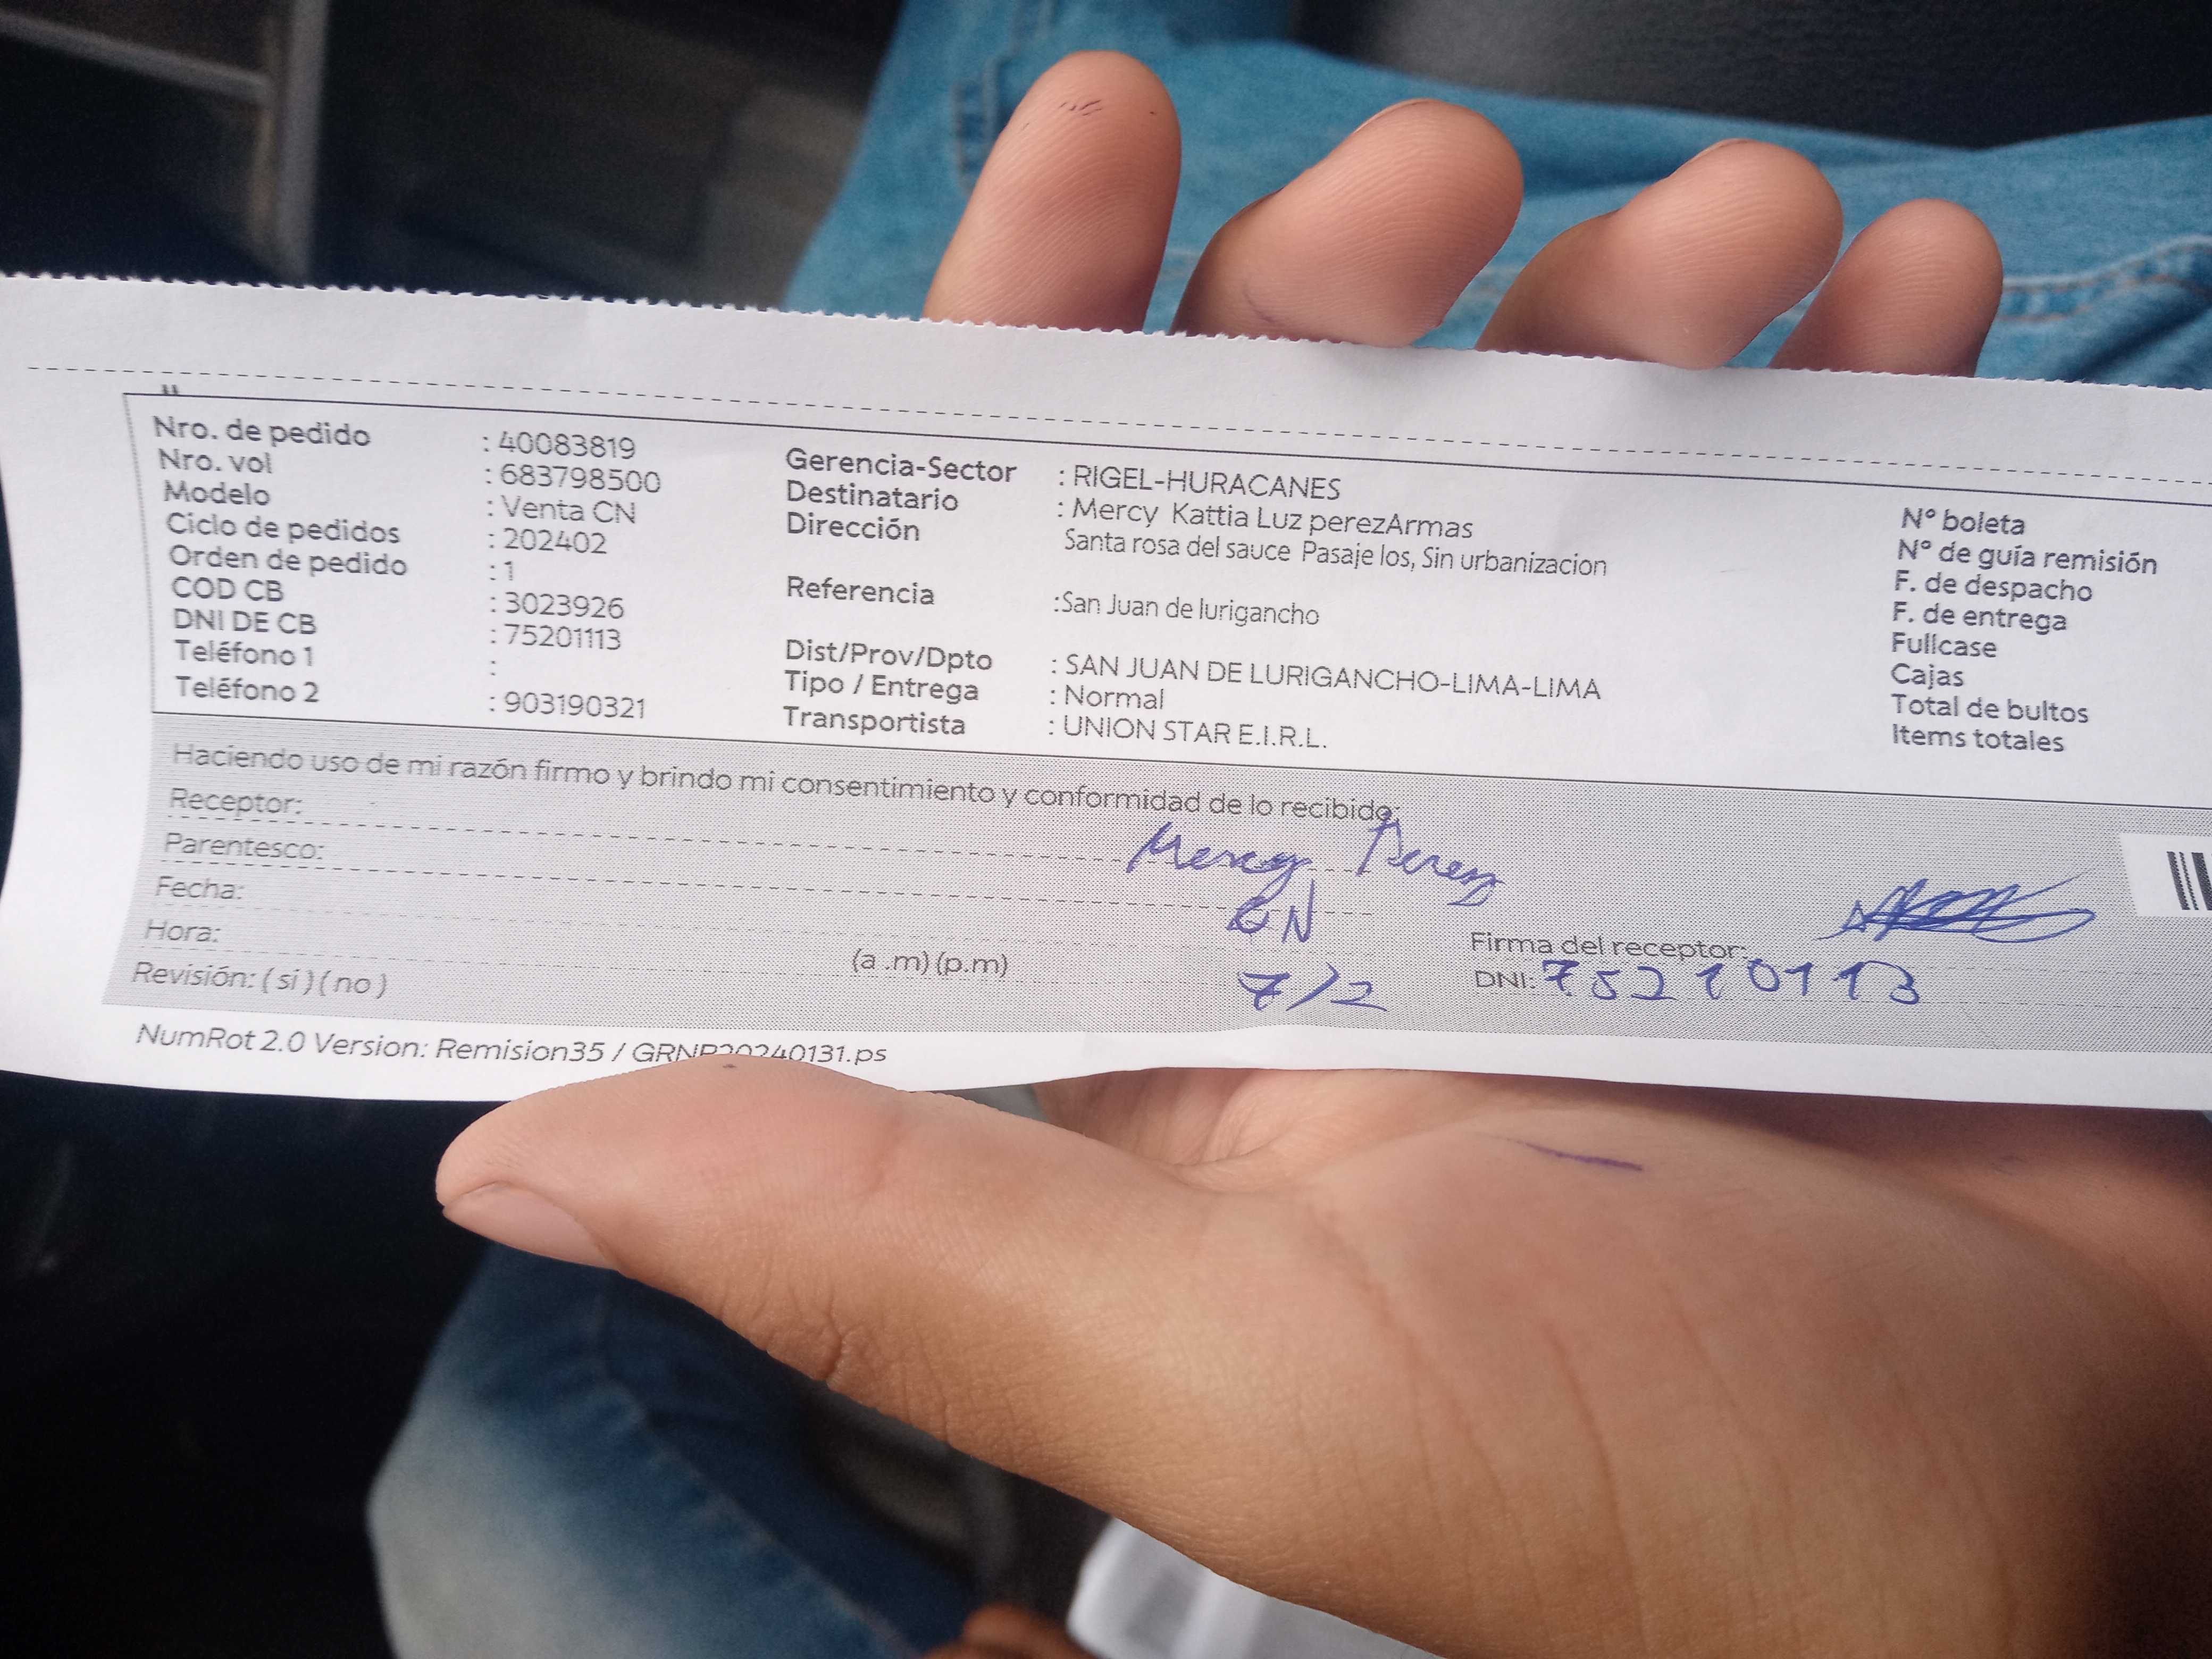 Nro. de pedido : 40083819
Nro. vol : 683798500
Modelo : Venta CN
Ciclo de pedidos : 202402
Orden de pedido : 1
COD CB : 3023926
DNI DE CB : 75201113
Teléfono 1 :
Teléfono 2 : 903190321
Gerencia-Sector : RIGEL-HURACANES
Destinatario : Mercy Kattia Luz perezArmas
Dirección Santa rosa del sauce Pasaje los, Sin urbanizacion
Referencia :San Juan de lurigancho
Dist/Prov/Dpto : SAN JUAN DE LURIGANCHO-LIMA-LIMA
Tipo / Entrega : Normal
Transportista : UNION STAR E.I.R.L.
N° boleta
N° de guía remisión
F. de despacho
F. de entrega
Fullcase
Cajas
Total de bultos
Items totales
Haciendo uso de mi razón firmo y brindo mi consentimiento y conformidad de lo recibido:
Receptor: Mercy Perez
Parentesco: CN
Fecha: 7/2
Hora: (a .m) (p.m)
Revisión: ( si ) ( no )
Firma del receptor:
DNI: 75210113
NumRot 2.0 Version: Remision35 / 20240131.ps